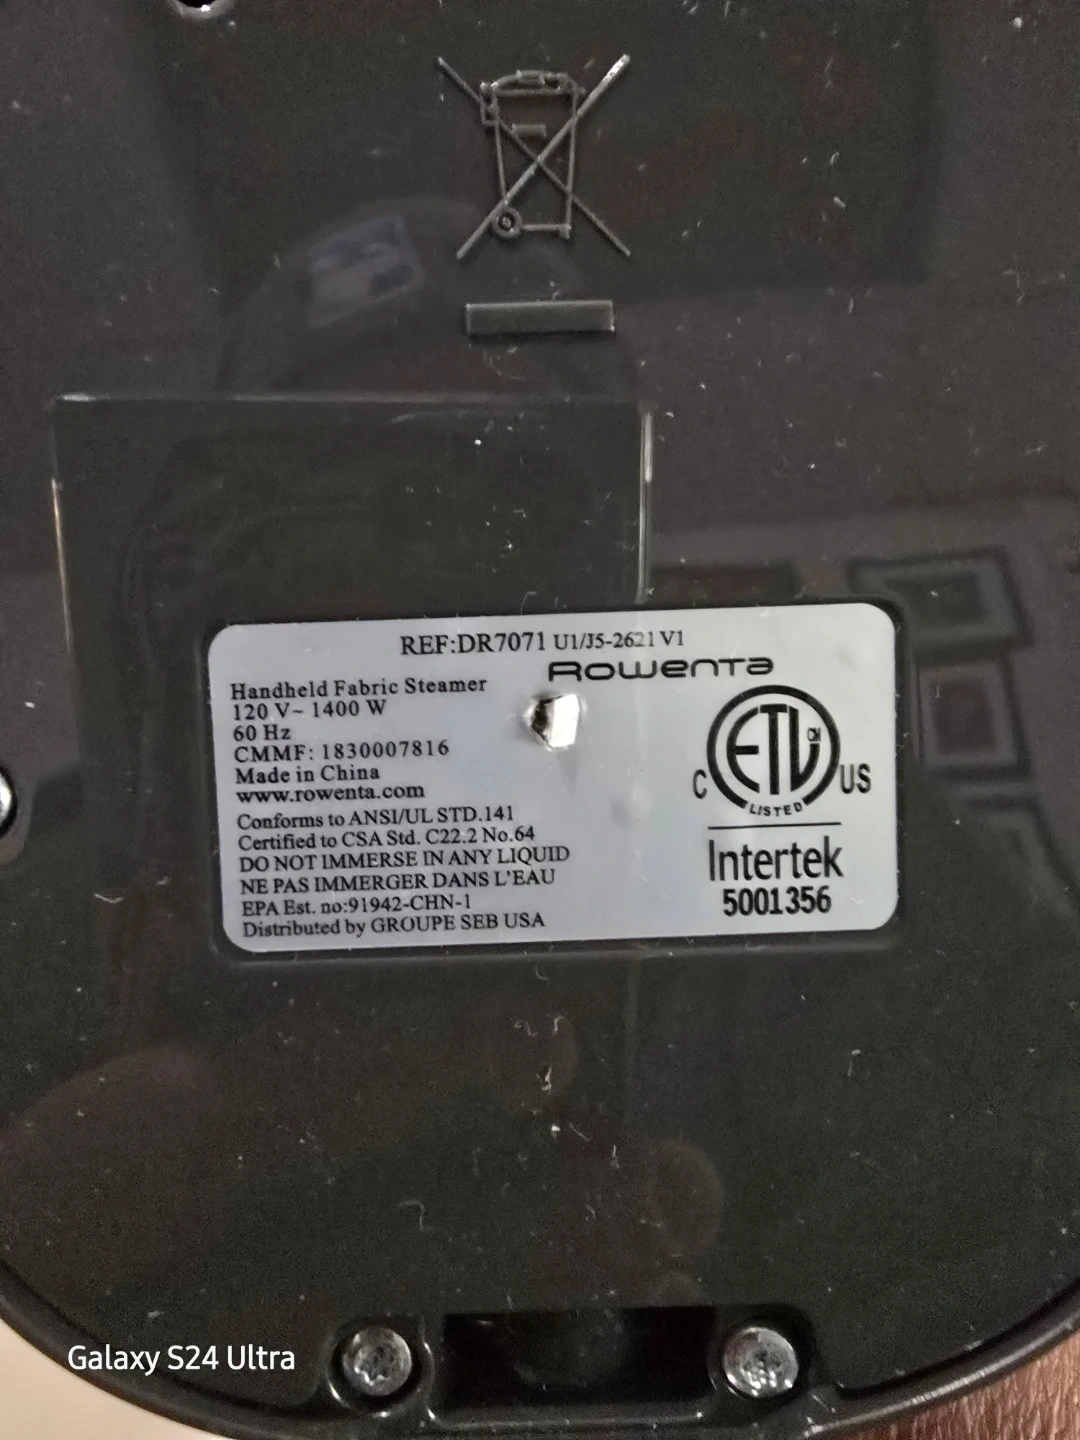 REF:DR7071 U1/J5-2621 V1
Rowenta
Handheld Fabric Steamer
120 V~ 1400 W
60 Hz
CMMF: 1830007816
Made in China
www.rowenta.com
Conforms to ANSI/UL STD.141
Certified to CSA Std. C22.2 No.64
DO NOT IMMERSE IN ANY LIQUID
NE PAS IMMERGER DANS L'EAU
EPA Est. no:91942-CHN-1
Distributed by GROUPE SEB USA
ETL CM
C US
LISTED
Intertek
5001356
Galaxy S24 Ultra